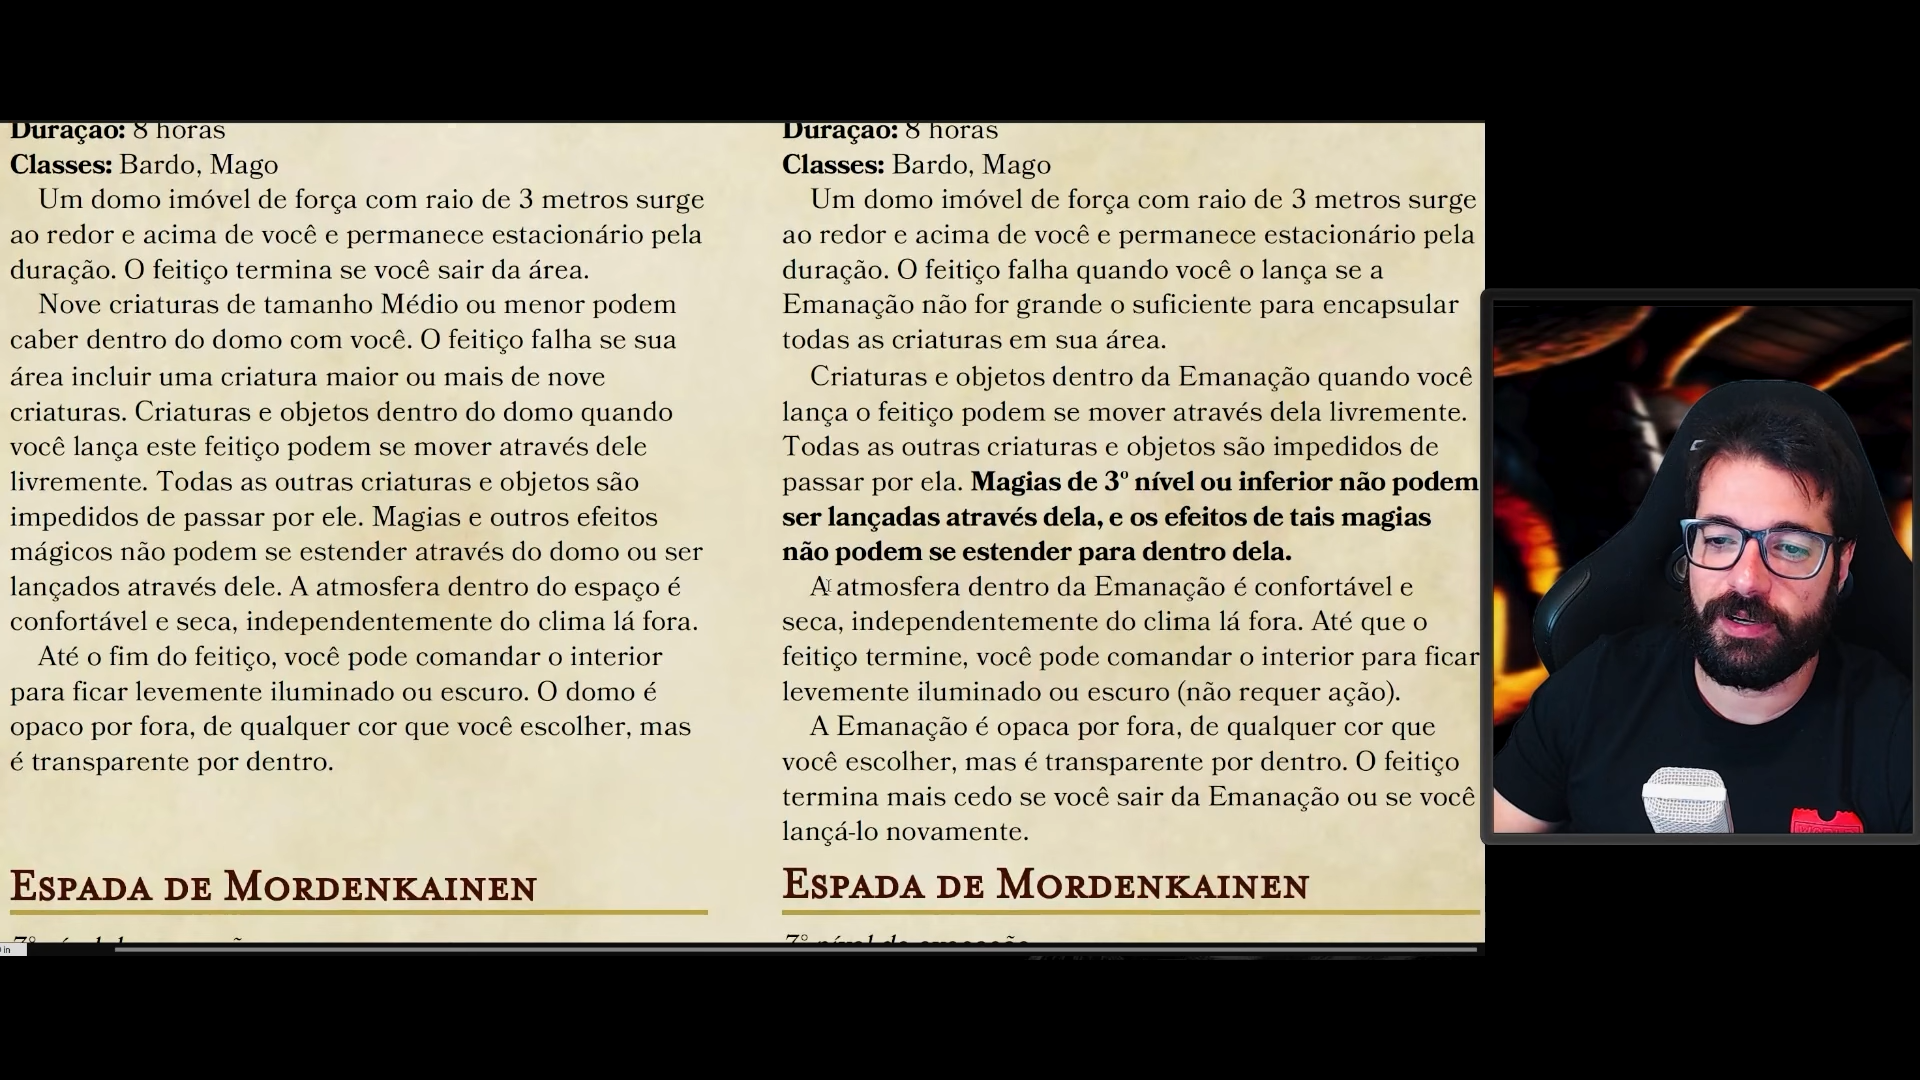 Duração: 8 horas
Classes: Bardo, Mago
Um domo imóvel de força com raio de 3 metros surge
ao redor e acima de você e permanece estacionário pela
duração. O feitiço termina se você sair da área.
Nove criaturas de tamanho Médio ou menor podem
caber dentro do domo com você. O feitiço falha se sua
área incluir uma criatura maior ou mais de nove
criaturas. Criaturas e objetos dentro do domo quando
você lança este feitiço podem se mover através dele
livremente. Todas as outras criaturas e objetos são
impedidos de passar por ele. Magias e outros efeitos
mágicos não podem se estender através do domo ou ser
lançados através dele. A atmosfera dentro do espaço é
confortável e seca, independentemente do clima lá fora.
Até o fim do feitiço, você pode comandar o interior
para ficar levemente iluminado ou escuro. O domo é
opaco por fora, de qualquer cor que você escolher, mas
é transparente por dentro.
Espada de Mordenkainen
Duração: 8 horas
Classes: Bardo, Mago
Um domo imóvel de força com raio de 3 metros surge
ao redor e acima de você e permanece estacionário pela
duração. O feitiço falha quando você o lança se a
Emanação não for grande o suficiente para encapsular
todas as criaturas em sua área.
Criaturas e objetos dentro da Emanação quando você
lança o feitiço podem se mover através dela livremente.
Todas as outras criaturas e objetos são impedidos de
passar por ela. Magias de 3º nível ou inferior não podem
ser lançadas através dela, e os efeitos de tais magias
não podem se estender para dentro dela.
A atmosfera dentro da Emanação é confortável e
seca, independentemente do clima lá fora. Até que o
feitiço termine, você pode comandar o interior para ficar
levemente iluminado ou escuro (não requer ação).
A Emanação é opaca por fora, de qualquer cor que
você escolher, mas é transparente por dentro. O feitiço
termina mais cedo se você sair da Emanação ou se você
lançá-lo novamente.
Espada de Mordenkainen
7º nível de evocação